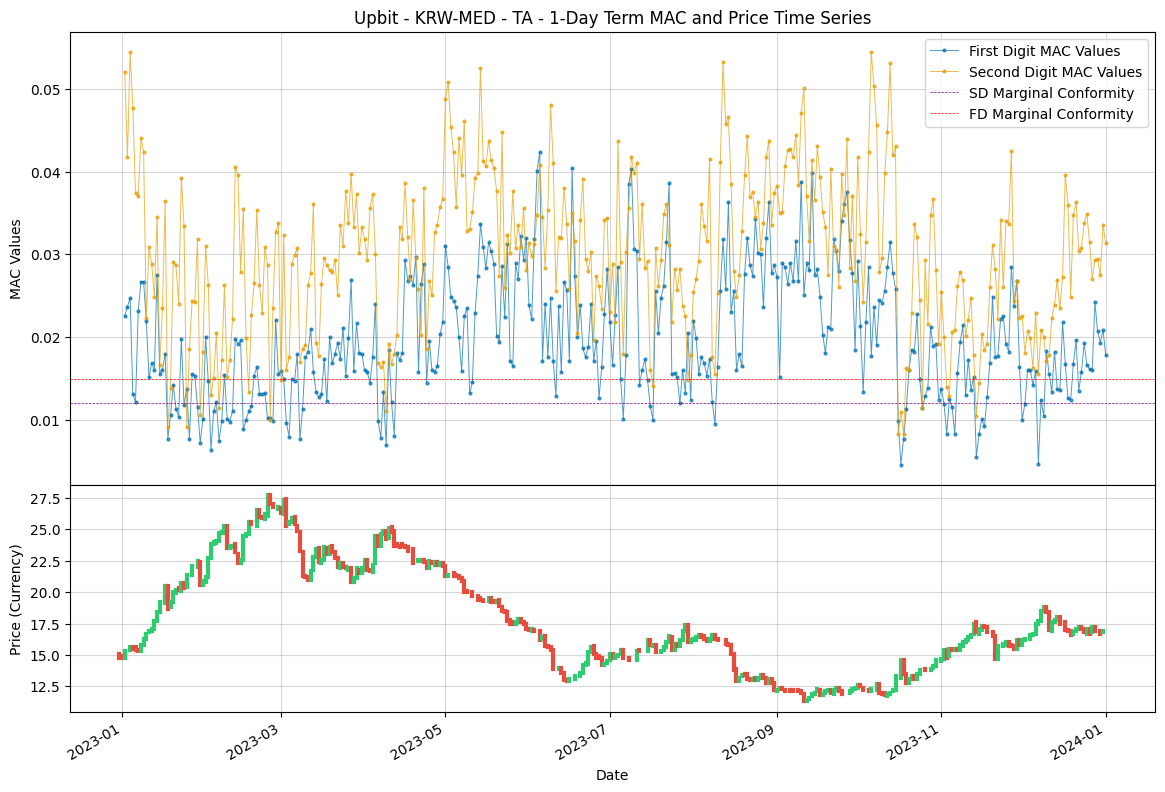 Upbit - KRW-MED - TA - 1-Day Term MAC and Price Time Series
First Digit MAC Values
Second Digit MAC Values
SD Marginal Conformity
FD Marginal Conformity
MAC Values
0.05
0.04
0.03
0.02
0.01
Price (Currency)
27.5
25.0
22.5
20.0
17.5
15.0
12.5
2023-01
2023-03
2023-05
2023-07
2023-09
2023-11
2024-01
Date